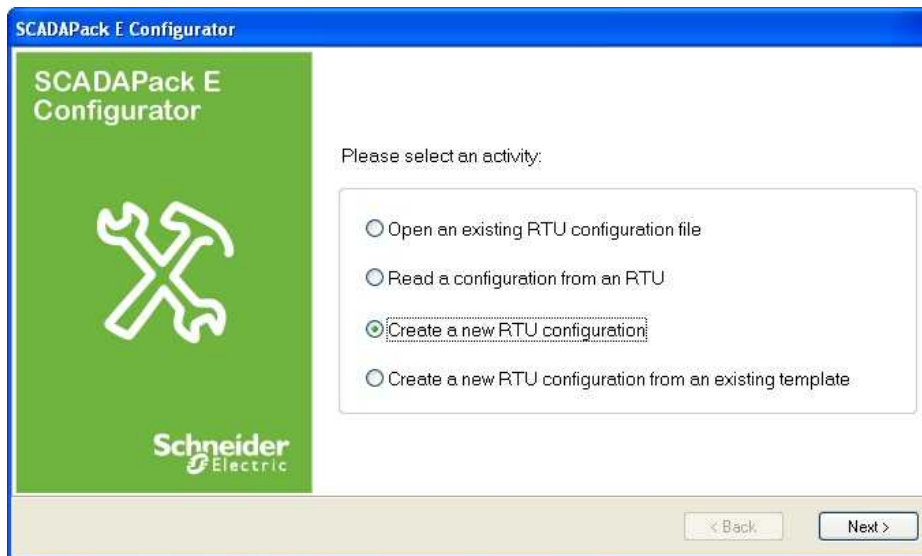 SCADAPack E Configurator
SCADAPack E
Configurator
Please select an activity:
Open an existing RTU configuration file
Read a configuration from an RTU
Create a new RTU configuration
Create a new RTU configuration from an existing template
Schneider
Electric
< Back
Next >